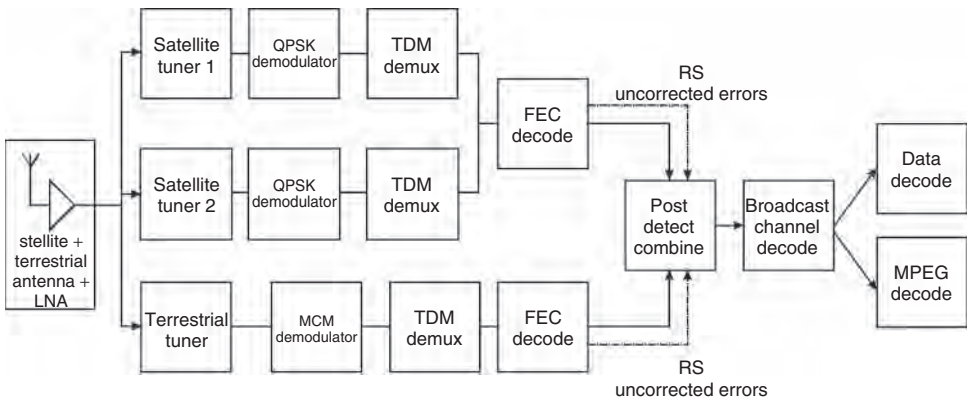 Satellite
tuner 1
QPSK
demodulator
TDM
demux
Satellite
tuner 2
QPSK
demodulator
TDM
demux
FEC
decode
RS
uncorrected errors
stellite +
terrestrial
antenna +
LNA
Terrestrial
tuner
MCM
demodulator
TDM
demux
FEC
decode
RS
uncorrected errors
Post
detect
combine
Broadcast
channel
decode
Data
decode
MPEG
decode